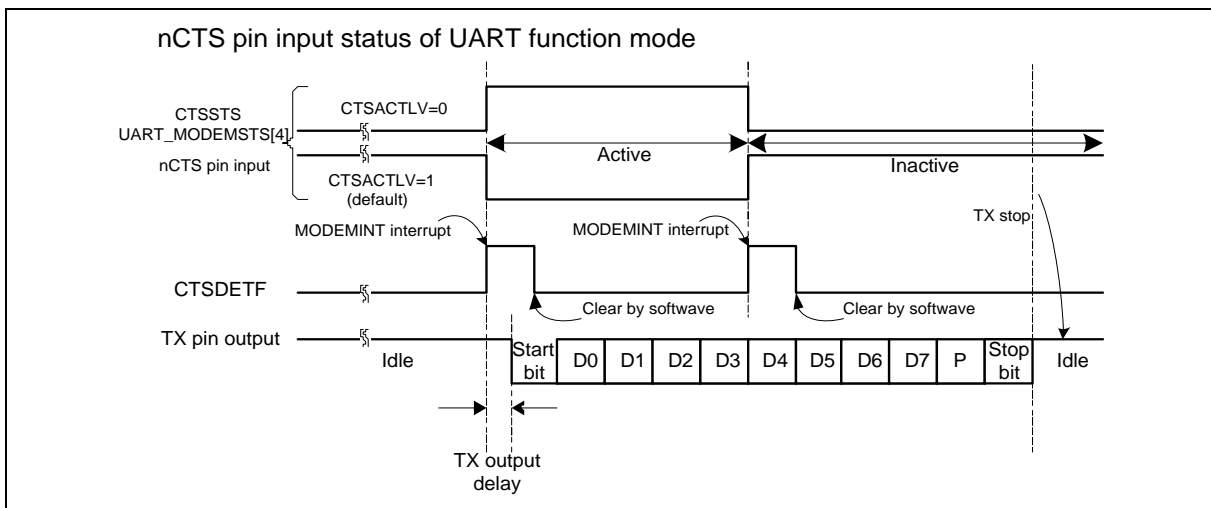 nCTS pin input status of UART function mode
CTSSTS
UART_MODEMSTS[4]
nCTS pin input
CTSACTLV=0
CTSACTLV=1
(default)
Active
Inactive
MODEMINT interrupt
MODEMINT interrupt
TX stop
CTSDETF
Clear by softwave
Clear by softwave
TX pin output
Idle
Start
bit
D0
D1
D2
D3
D4
D5
D6
D7
P
Stop
bit
Idle
TX output
delay